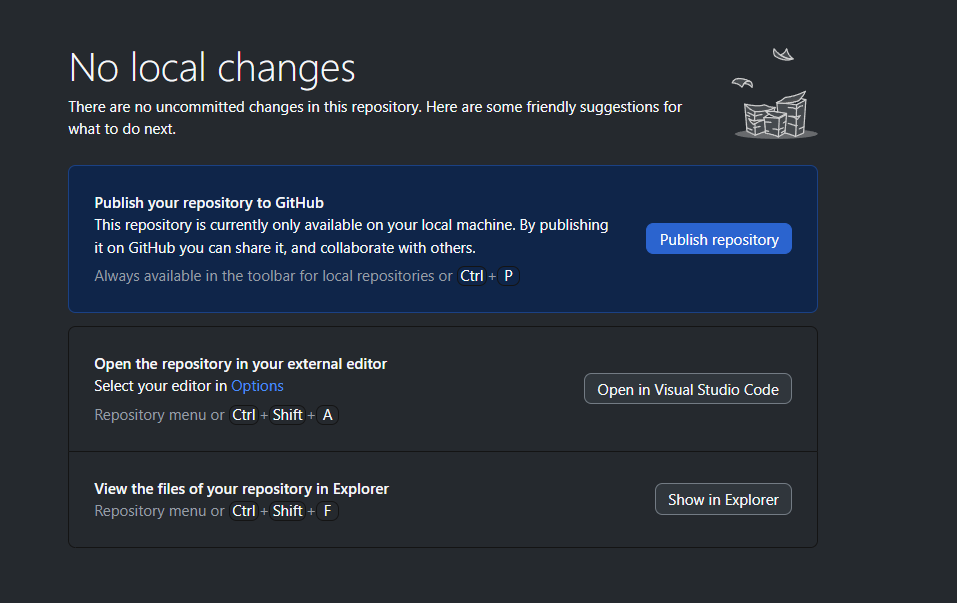 No local changes
There are no uncommitted changes in this repository. Here are some friendly suggestions for
what to do next.
Publish your repository to GitHub
This repository is currently only available on your local machine. By publishing
it on GitHub you can share it, and collaborate with others.
Publish repository
Always available in the toolbar for local repositories or Ctrl + P
Open the repository in your external editor
Select your editor in Options
Open in Visual Studio Code
Repository menu or Ctrl + Shift + A
View the files of your repository in Explorer
Show in Explorer
Repository menu or Ctrl + Shift + F